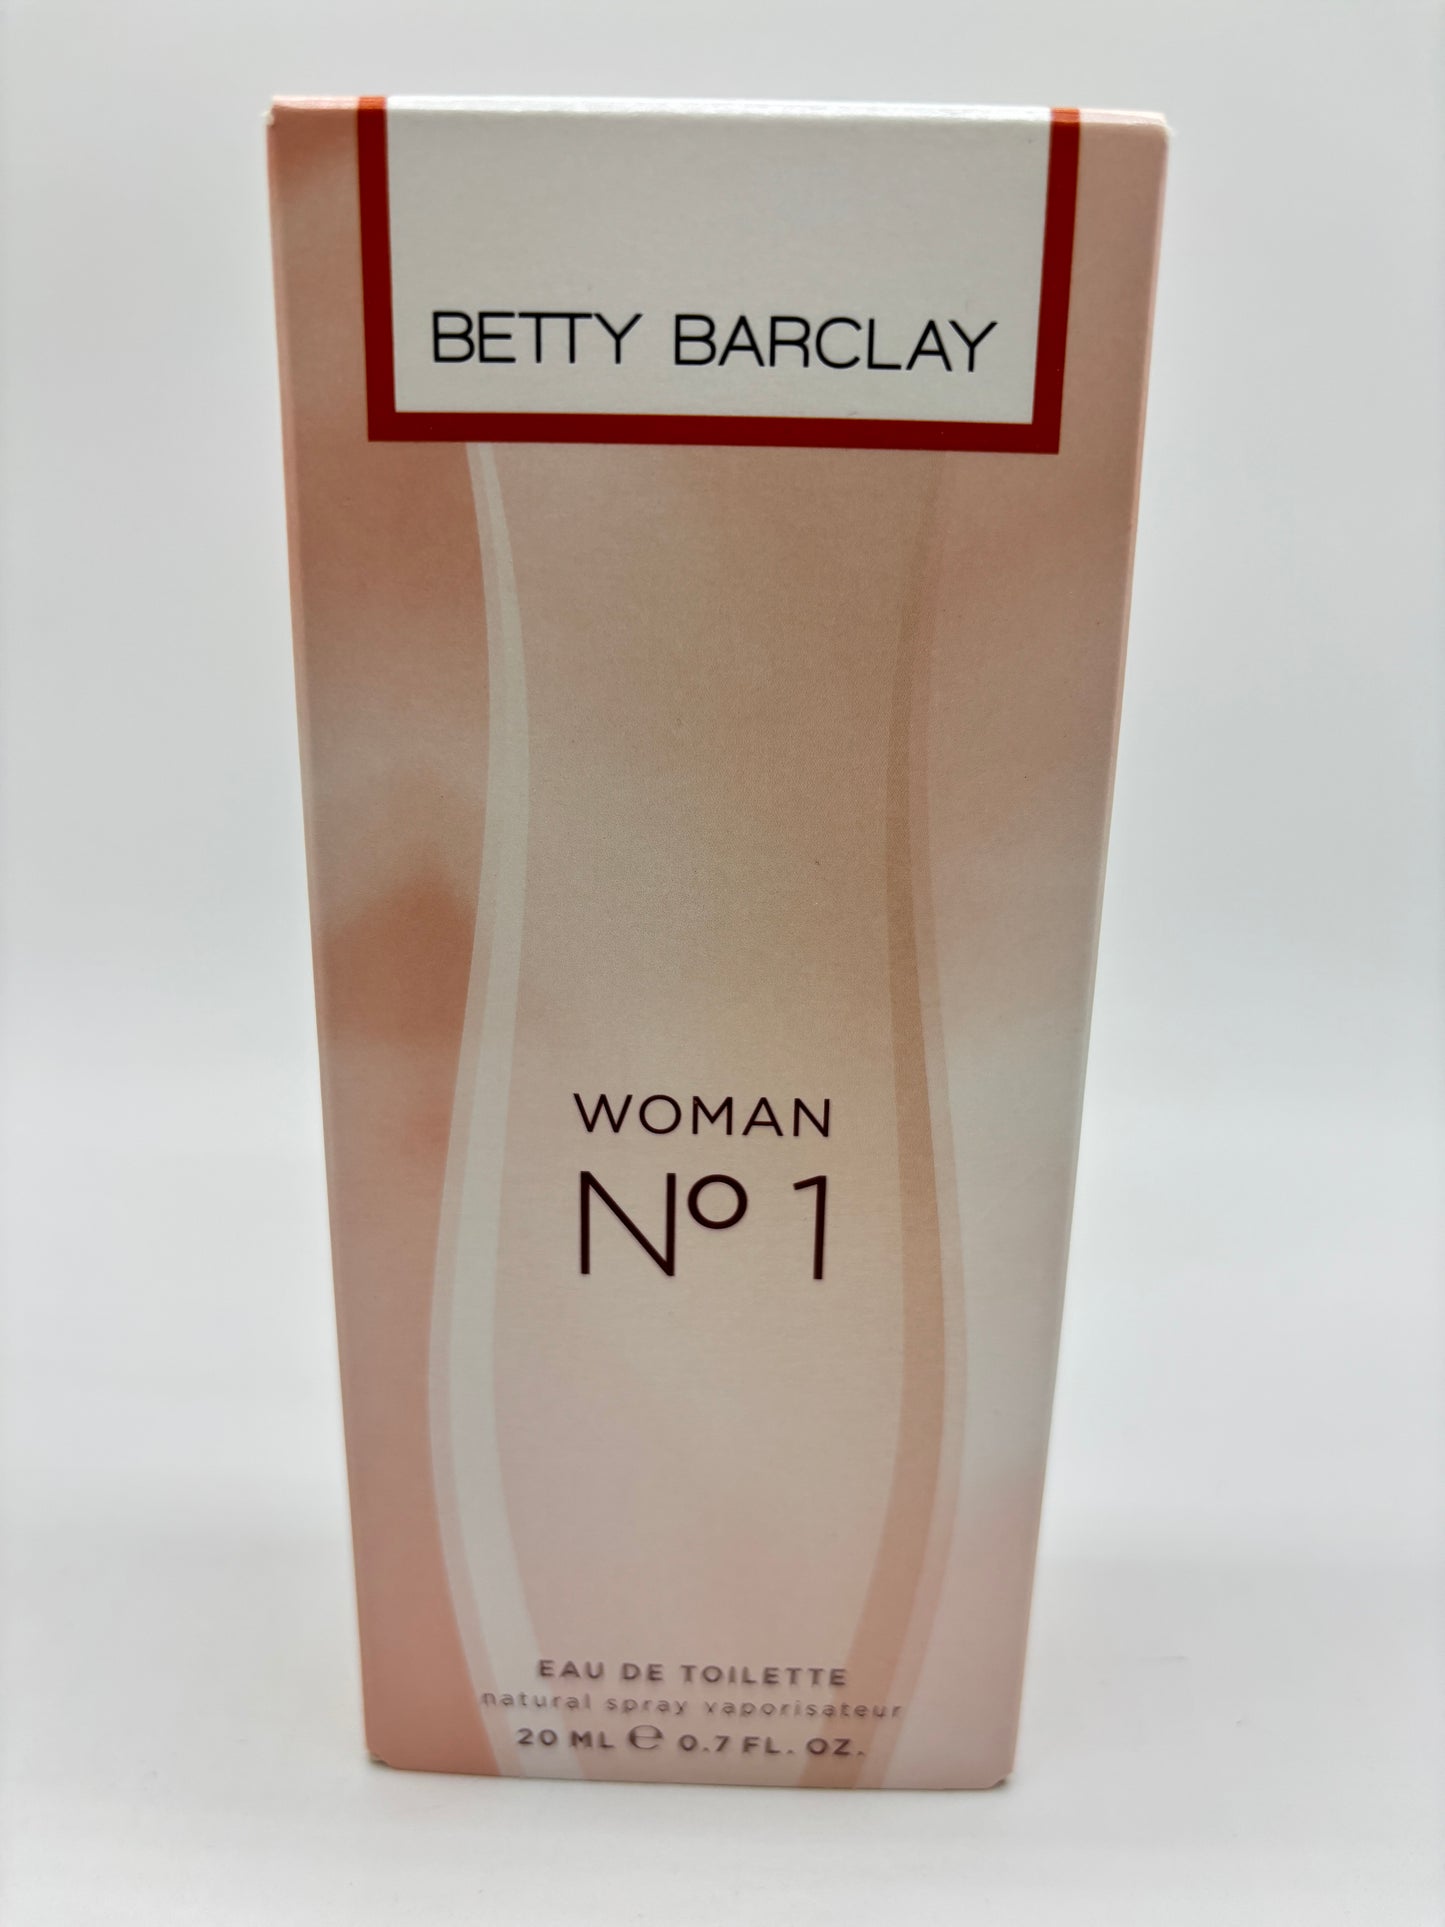 BETTY BARCLAY
WOMAN
Nº 1
EAU DE TOILETTE
natural spray vaporisateur
20 ML ℮ 0.7 FL. OZ.